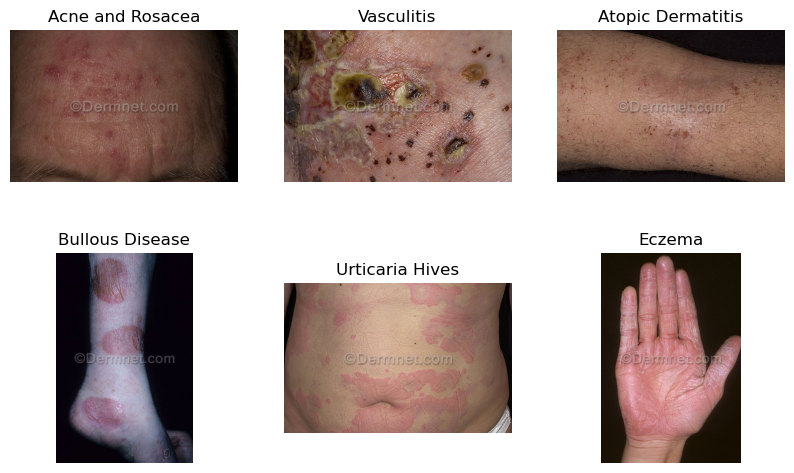 Acne and Rosacea
Vasculitis
Atopic Dermatitis
©Dermnet.com
©Dermnet.com
©Dermnet.com
Bullous Disease
Urticaria Hives
Eczema
©Dermnet.com
©Dermnet.com
©Dermnet.com